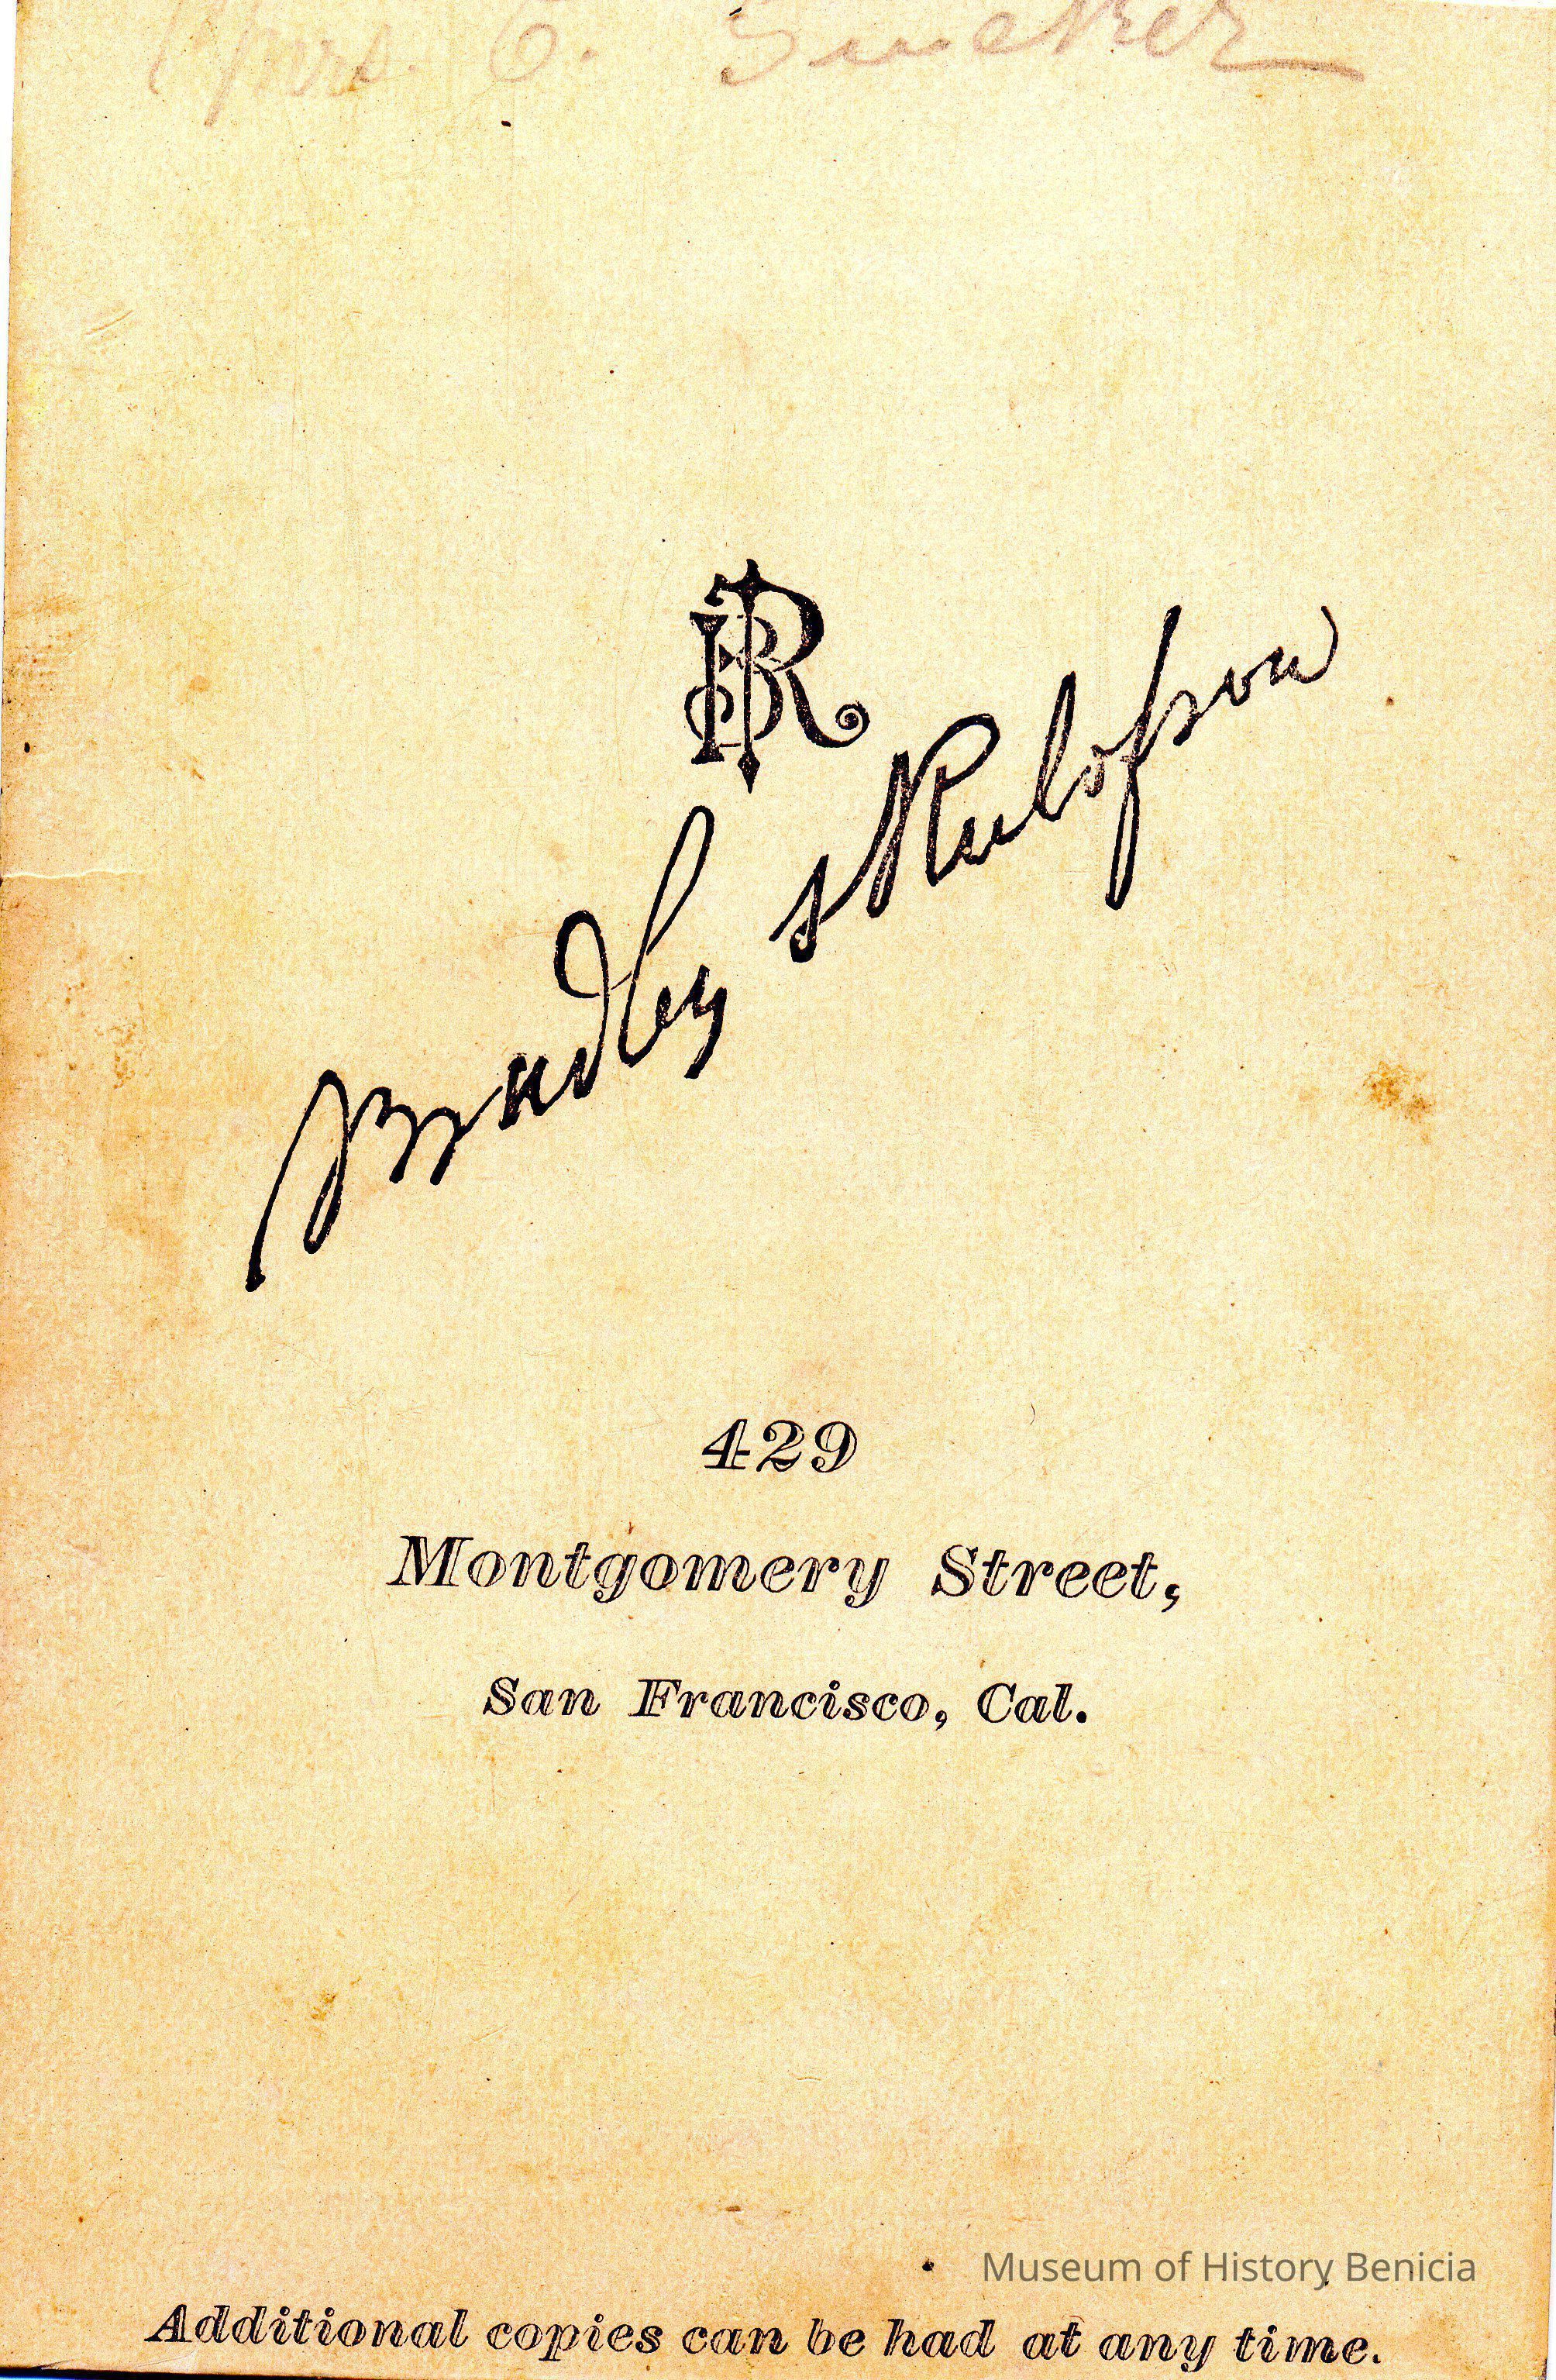 Mrs. C.
BR
Bradley & Rulofson
429
Montgomery Street,
San Francisco, Cal.
Museum of History Benicia
Additional copies can be had at any time.